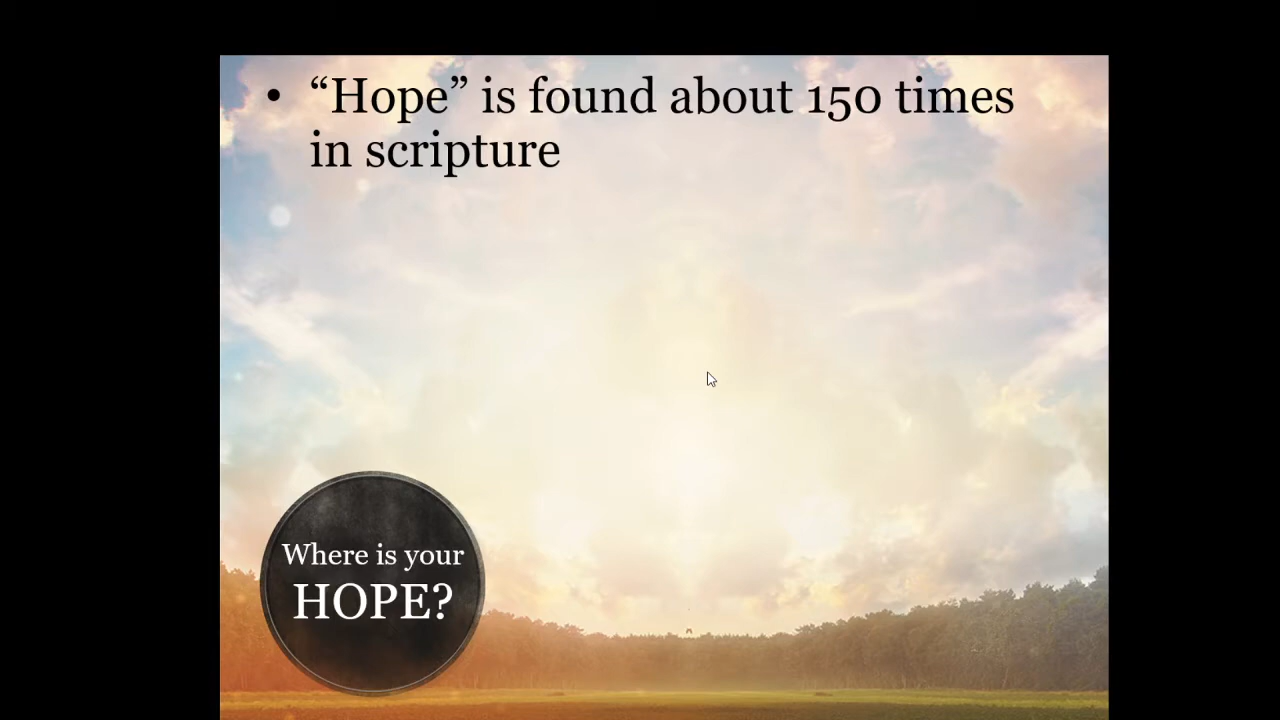 • “Hope” is found about 150 times
in scripture
Where is your
HOPE?